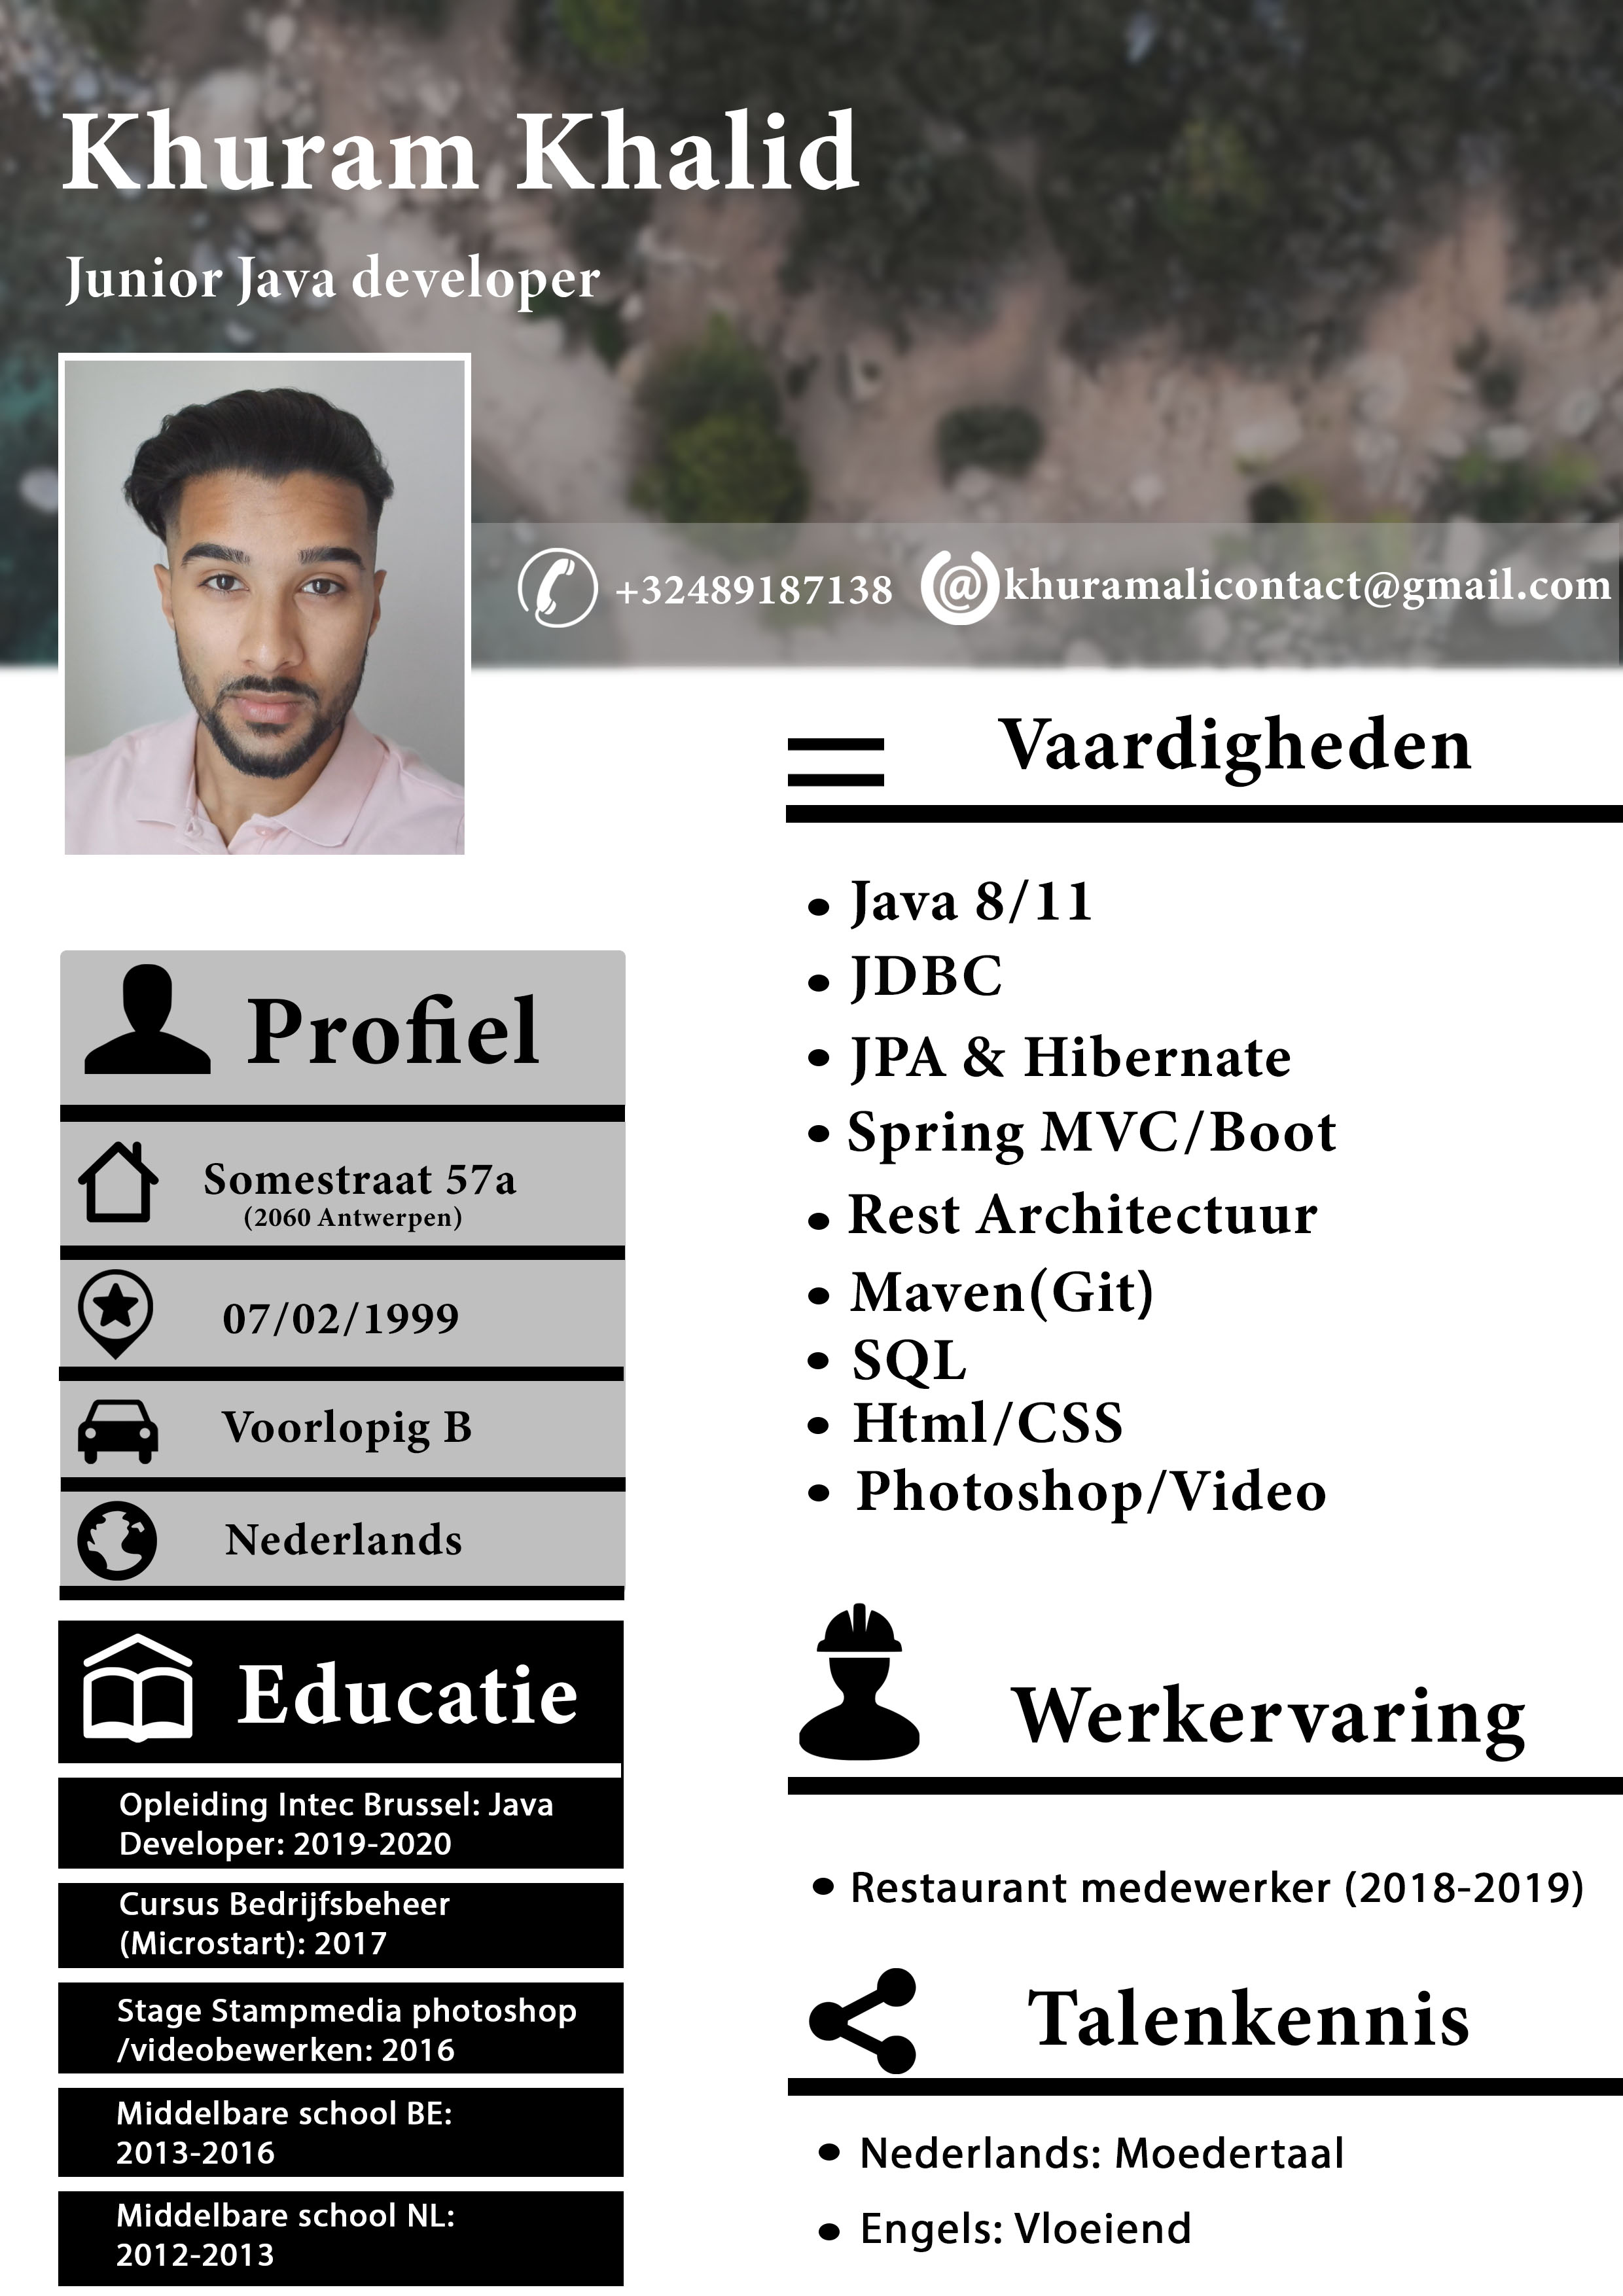 Khuram Khalid
Junior Java developer
+32489187138
khuramalicontact@gmail.com
Profiel
Somestraat 57a
(2060 Antwerpen)
07/02/1999
Voorlopig B
Nederlands
Educatie
Opleiding Intec Brussel: Java
Developer: 2019-2020
Cursus Bedrijfsbeheer
(Microstart): 2017
Stage Stampmedia photoshop
/videobewerken: 2016
Middelbare school BE:
2013-2016
Middelbare school NL:
2012-2013
Vaardigheden
• Java 8/11
• JDBC
• JPA & Hibernate
• Spring MVC/Boot
• Rest Architectuur
• Maven(Git)
• SQL
• Html/CSS
• Photoshop/Video
Werkervaring
• Restaurant medewerker (2018-2019)
Talenkennis
• Nederlands: Moedertaal
• Engels: Vloeiend